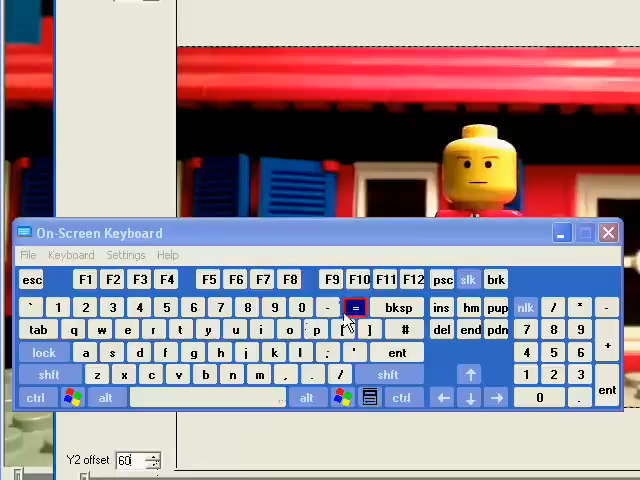 On-Screen Keyboard
File Keyboard Settings Help
esc F1 F2 F3 F4 F5 F6 F7 F8 F9 F10 F11 F12 psc slk brk
` 1 2 3 4 5 6 7 8 9 0 - = bksp ins hm pup nlk / * -
tab q w e r t y u i o p [ ] # del end pdn 7 8 9
lock a s d f g h j k l ; ' ent 4 5 6 +
shft z x c v b n m , . / shft 1 2 3
ctrl alt alt ctrl 0 . ent
Y2 offset 60